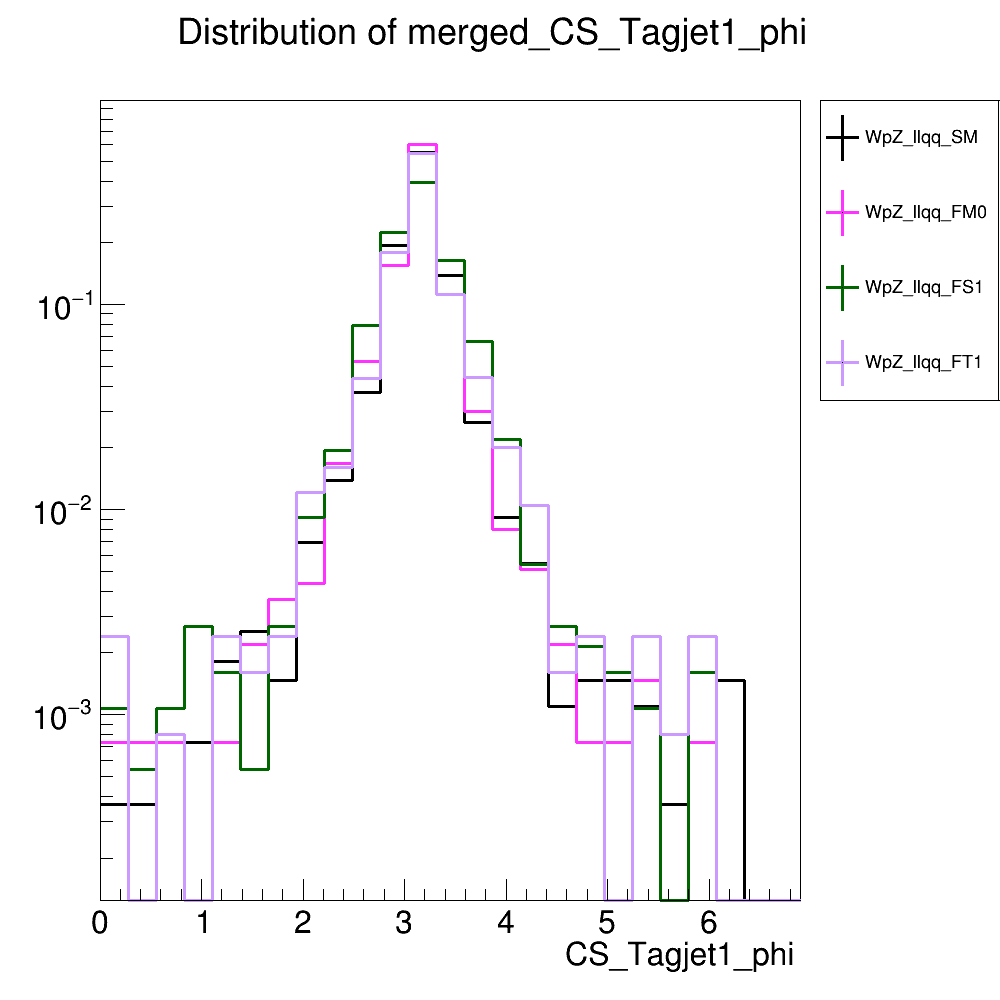 Distribution of merged_CS_Tagjet1_phi
WpZ_llqq_SM
WpZ_llqq_FM0
WpZ_llqq_FS1
WpZ_llqq_FT1
10−1
10−2
10−3
0 1 2 3 4 5 6
CS_Tagjet1_phi